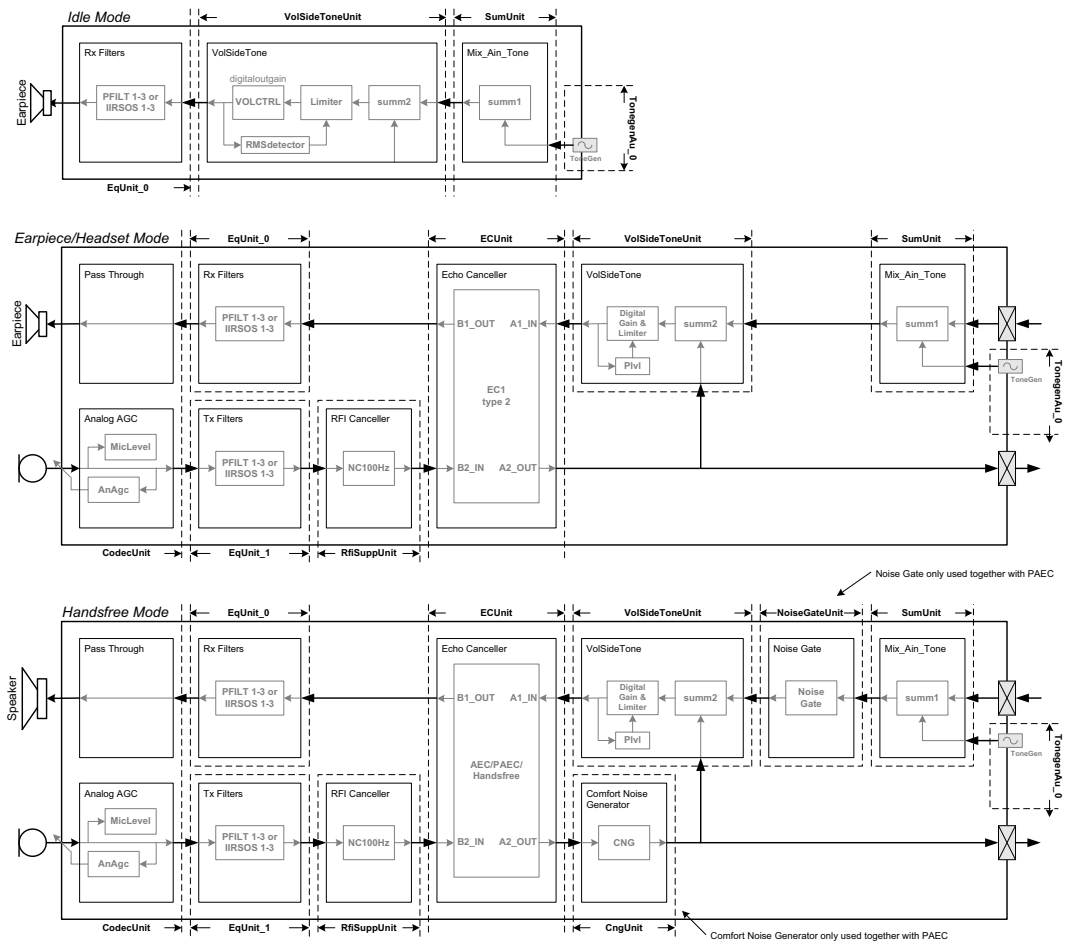 Idle Mode
VolSideToneUnit
SumUnit
Rx Filters
VolSideTone
Mix_Ain_Tone
digitaloutgain
PFILT 1-3 or
IIRSOS 1-3
VOLCTRL
Limiter
summ2
summ1
RMSdetector
ToneGen
TonegenAu_0
Earpiece
EqUnit_0
Earpiece/Headset Mode
EqUnit_0
ECUnit
VolSideToneUnit
SumUnit
Pass Through
Rx Filters
Echo Canceller
VolSideTone
Mix_Ain_Tone
Earpiece
PFILT 1-3 or
IIRSOS 1-3
B1_OUT
A1_IN
Digital
Gain &
Limiter
summ2
summ1
Plvl
ToneGen
TonegenAu_0
EC1
type 2
Analog AGC
Tx Filters
RFI Canceller
MicLevel
AnAgc
PFILT 1-3 or
IIRSOS 1-3
NC100Hz
B2_IN
A2_OUT
CodecUnit
EqUnit_1
RfiSuppUnit
Noise Gate only used together with PAEC
Handsfree Mode
EqUnit_0
ECUnit
VolSideToneUnit
NoiseGateUnit
SumUnit
Pass Through
Rx Filters
Echo Canceller
VolSideTone
Noise Gate
Mix_Ain_Tone
Speaker
PFILT 1-3 or
IIRSOS 1-3
B1_OUT
A1_IN
Digital
Gain &
Limiter
summ2
Noise
Gate
summ1
Plvl
ToneGen
TonegenAu_0
AEC/PAEC/
Handsfree
Analog AGC
Tx Filters
RFI Canceller
Comfort Noise
Generator
MicLevel
AnAgc
PFILT 1-3 or
IIRSOS 1-3
NC100Hz
B2_IN
A2_OUT
CNG
CodecUnit
EqUnit_1
RfiSuppUnit
CngUnit
Comfort Noise Generator only used together with PAEC